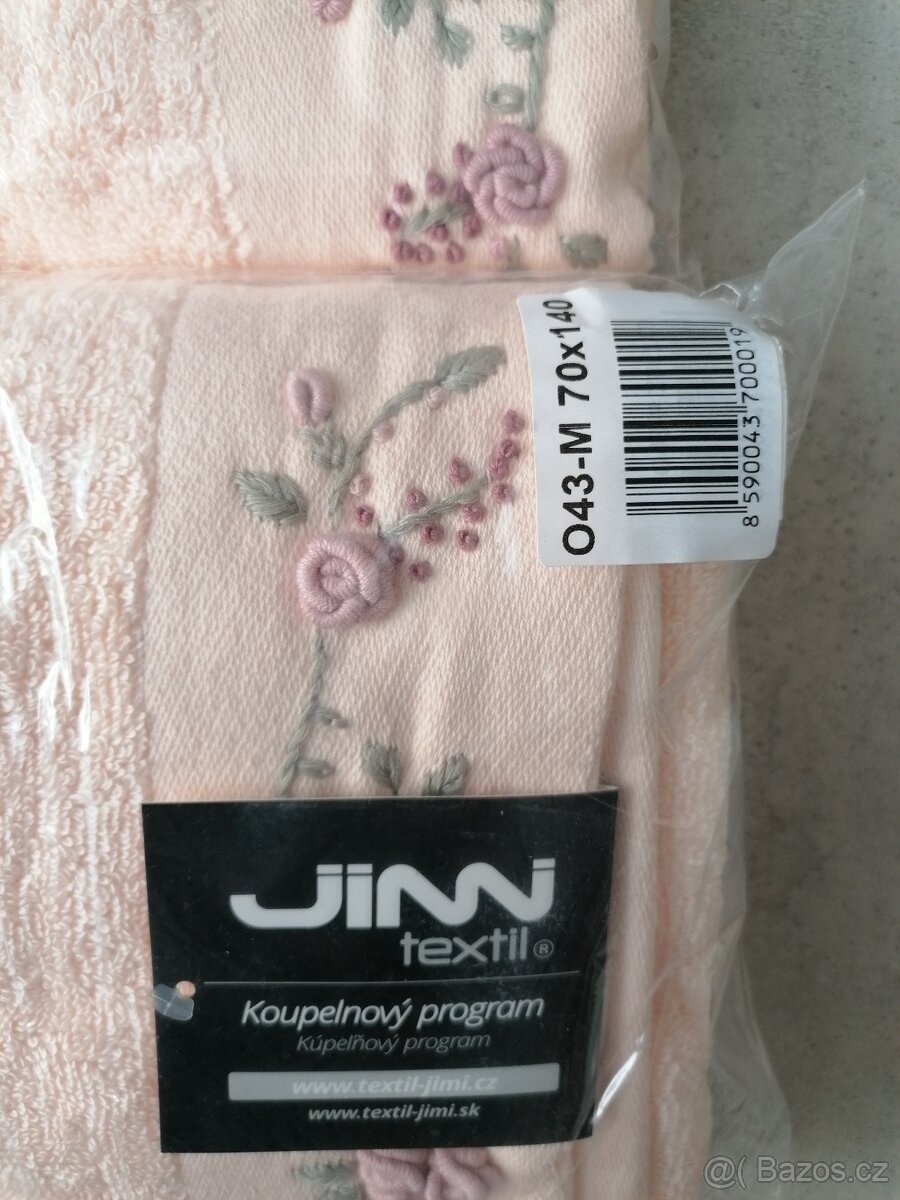 O43-M 70x140
8 590043 700019
JiMi
textil ®
Koupelnový program
Kúpeľňový program
www.textil-jimi.cz
www.textil-jimi.sk
@( Bazos.cz